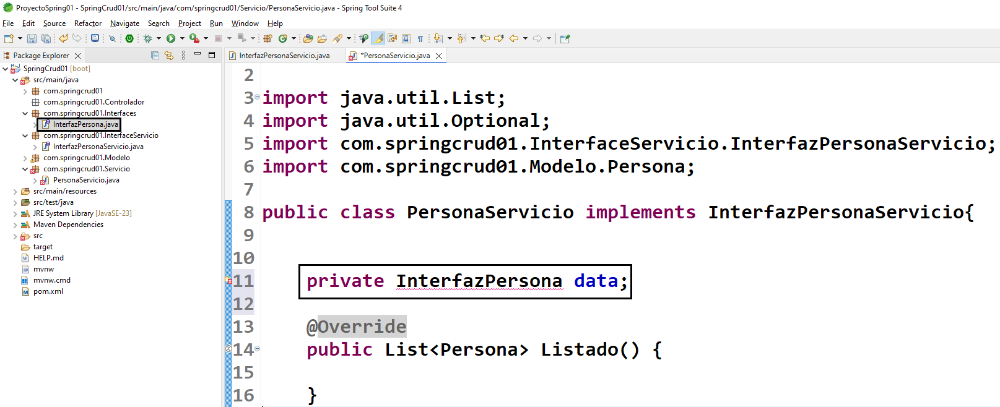 ProyectoSpring01 - SpringCrud01/src/main/java/com/springcrud01/Servicio/PersonaServicio.java - Spring Tool Suite 4
File Edit Source Refactor Navigate Search Project Run Window Help
Package Explorer
SpringCrud01 [boot]
src/main/java
com.springcrud01
com.springcrud01.Controlador
com.springcrud01.Interfaces
InterfazPersona.java
com.springcrud01.InterfaceServicio
InterfazPersonaServicio.java
com.springcrud01.Modelo
com.springcrud01.Servicio
PersonaServicio.java
src/main/resources
src/test/java
JRE System Library [JavaSE-23]
Maven Dependencies
src
target
HELP.md
mvnw
mvnw.cmd
pom.xml
InterfazPersonaServicio.java *PersonaServicio.java
2
3 import java.util.List;
4 import java.util.Optional;
5 import com.springcrud01.InterfaceServicio.InterfazPersonaServicio;
6 import com.springcrud01.Modelo.Persona;
7
8 public class PersonaServicio implements InterfazPersonaServicio{
9
10
11 private InterfazPersona data;
12
13 @Override
14 public List<Persona> Listado() {
15
16 }